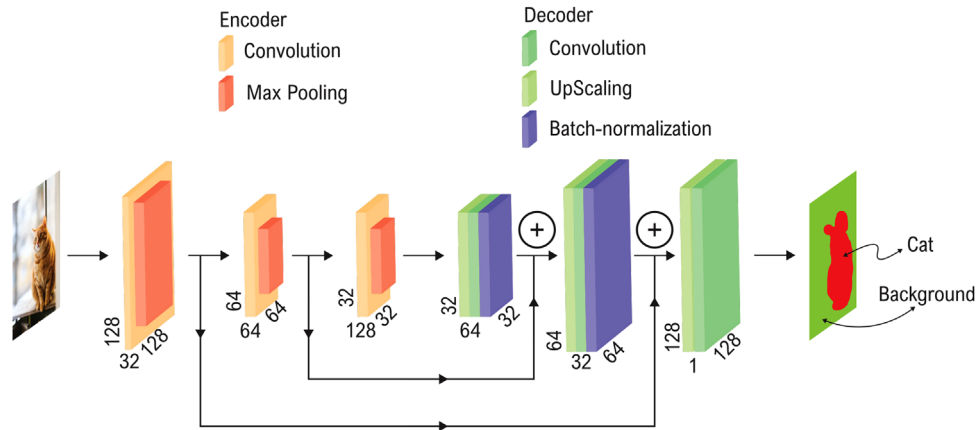 Encoder
Convolution
Max Pooling
Decoder
Convolution
UpScaling
Batch-normalization
128
32
128
64
64
64
32
128
32
32
64
32
+
64
32
64
+
128
1
128
Cat
Background